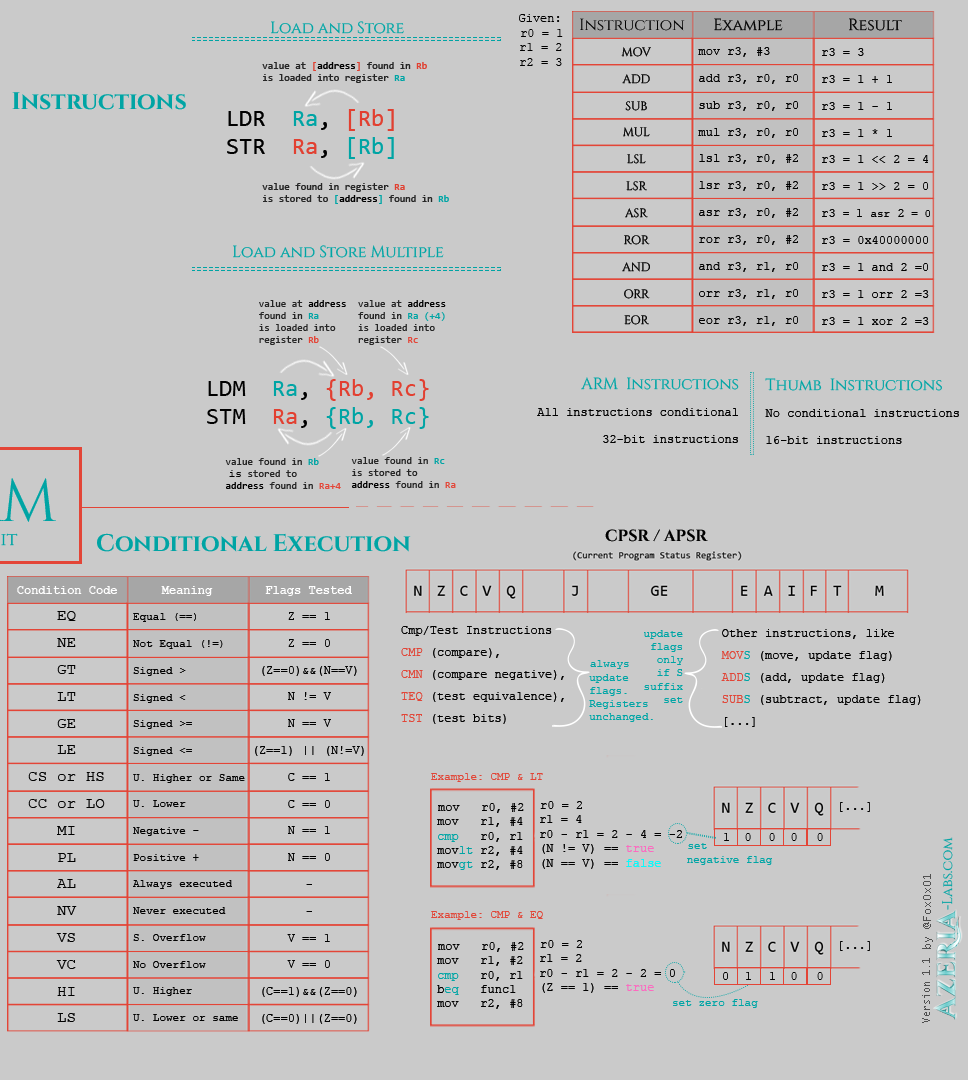 INSTRUCTIONS
LOAD AND STORE
value at [address] found in Rb
is loaded into register Ra
LDR Ra, [Rb]
STR Ra, [Rb]
value found in register Ra
is stored to [address] found in Rb
LOAD AND STORE MULTIPLE
value at address
found in Ra
is loaded into
register Rb
value at address
found in Ra (+4)
is loaded into
register Rc
LDM Ra, {Rb, Rc}
STM Ra, {Rb, Rc}
value found in Rb
is stored to
address found in Ra+4
value found in Rc
is stored to
address found in Ra
Given:
r0 = 1
r1 = 2
r2 = 3
INSTRUCTION EXAMPLE RESULT
MOV mov r3, #3 r3 = 3
ADD add r3, r0, r0 r3 = 1 + 1
SUB sub r3, r0, r0 r3 = 1 - 1
MUL mul r3, r0, r0 r3 = 1 * 1
LSL lsl r3, r0, #2 r3 = 1 << 2 = 4
LSR lsr r3, r0, #2 r3 = 1 >> 2 = 0
ASR asr r3, r0, #2 r3 = 1 asr 2 = 0
ROR ror r3, r0, #2 r3 = 0x40000000
AND and r3, r1, r0 r3 = 1 and 2 =0
ORR orr r3, r1, r0 r3 = 1 orr 2 =3
EOR eor r3, r1, r0 r3 = 1 xor 2 =3
ARM INSTRUCTIONS
All instructions conditional
32-bit instructions
THUMB INSTRUCTIONS
No conditional instructions
16-bit instructions
M
IT
CONDITIONAL EXECUTION
Condition Code Meaning Flags Tested
EQ Equal (==) Z == 1
NE Not Equal (!=) Z == 0
GT Signed > (Z==0)&&(N==V)
LT Signed < N != V
GE Signed >= N == V
LE Signed <= (Z==1) || (N!=V)
CS or HS U. Higher or Same C == 1
CC or LO U. Lower C == 0
MI Negative - N == 1
PL Positive + N == 0
AL Always executed -
NV Never executed -
VS S. Overflow V == 1
VC No Overflow V == 0
HI U. Higher (C==1)&&(Z==0)
LS U. Lower or same (C==0)||(Z==0)
CPSR / APSR
(Current Program Status Register)
N Z C V Q J GE E A I F T M
Cmp/Test Instructions
CMP (compare),
CMN (compare negative),
TEQ (test equivalence),
TST (test bits)
always
update
flags.
Registers
unchanged.
update
flags
only
if S
suffix
set
Other instructions, like
MOVS (move, update flag)
ADDS (add, update flag)
SUBS (subtract, update flag)
[...]
Example: CMP & LT
mov r0, #2 r0 = 2
mov r1, #4 r1 = 4
cmp r0, r1 r0 - r1 = 2 - 4 = -2
movlt r2, #4 (N != V) == true
movgt r2, #8 (N == V) == false
set
negative flag
N Z C V Q [...]
1 0 0 0 0
Example: CMP & EQ
mov r0, #2 r0 = 2
mov r1, #2 r1 = 2
cmp r0, r1 r0 - r1 = 2 - 2 = 0
beq func1 (Z == 1) == true
mov r2, #8
set zero flag
N Z C V Q [...]
0 1 1 0 0
Version 1.1 by @Fox0x01
AZERIA-LABS.COM